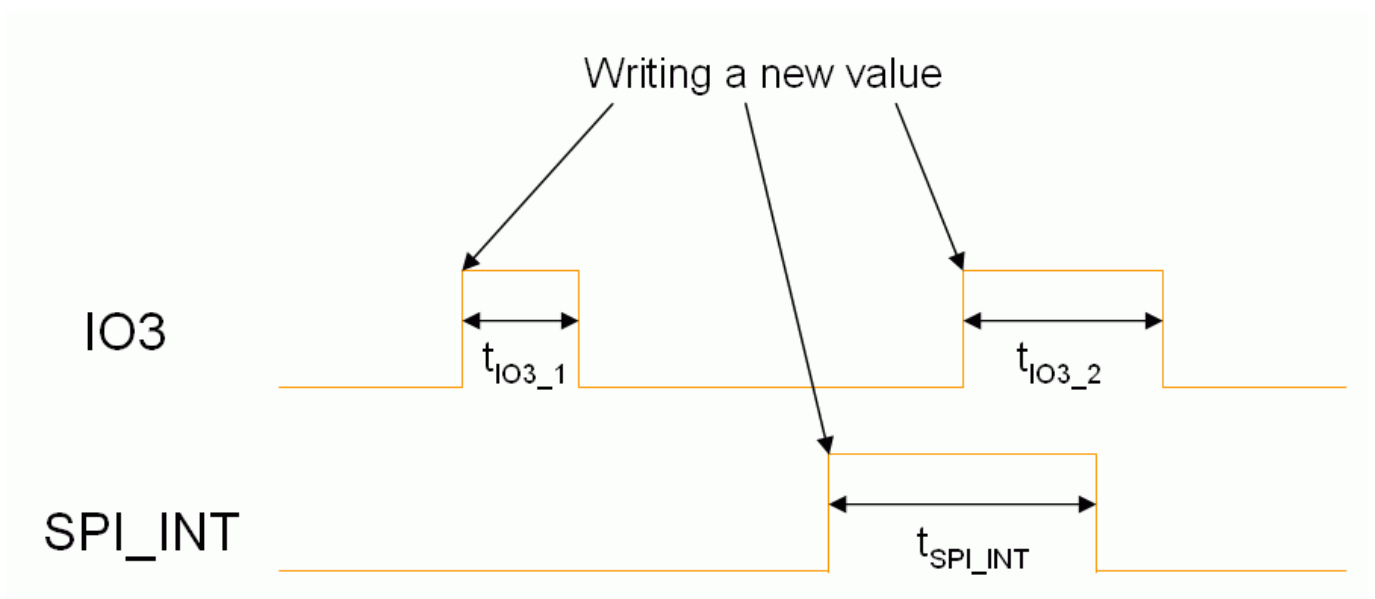 Writing a new value
IO3
tIO3_1
tIO3_2
SPI_INT
tSPI_INT